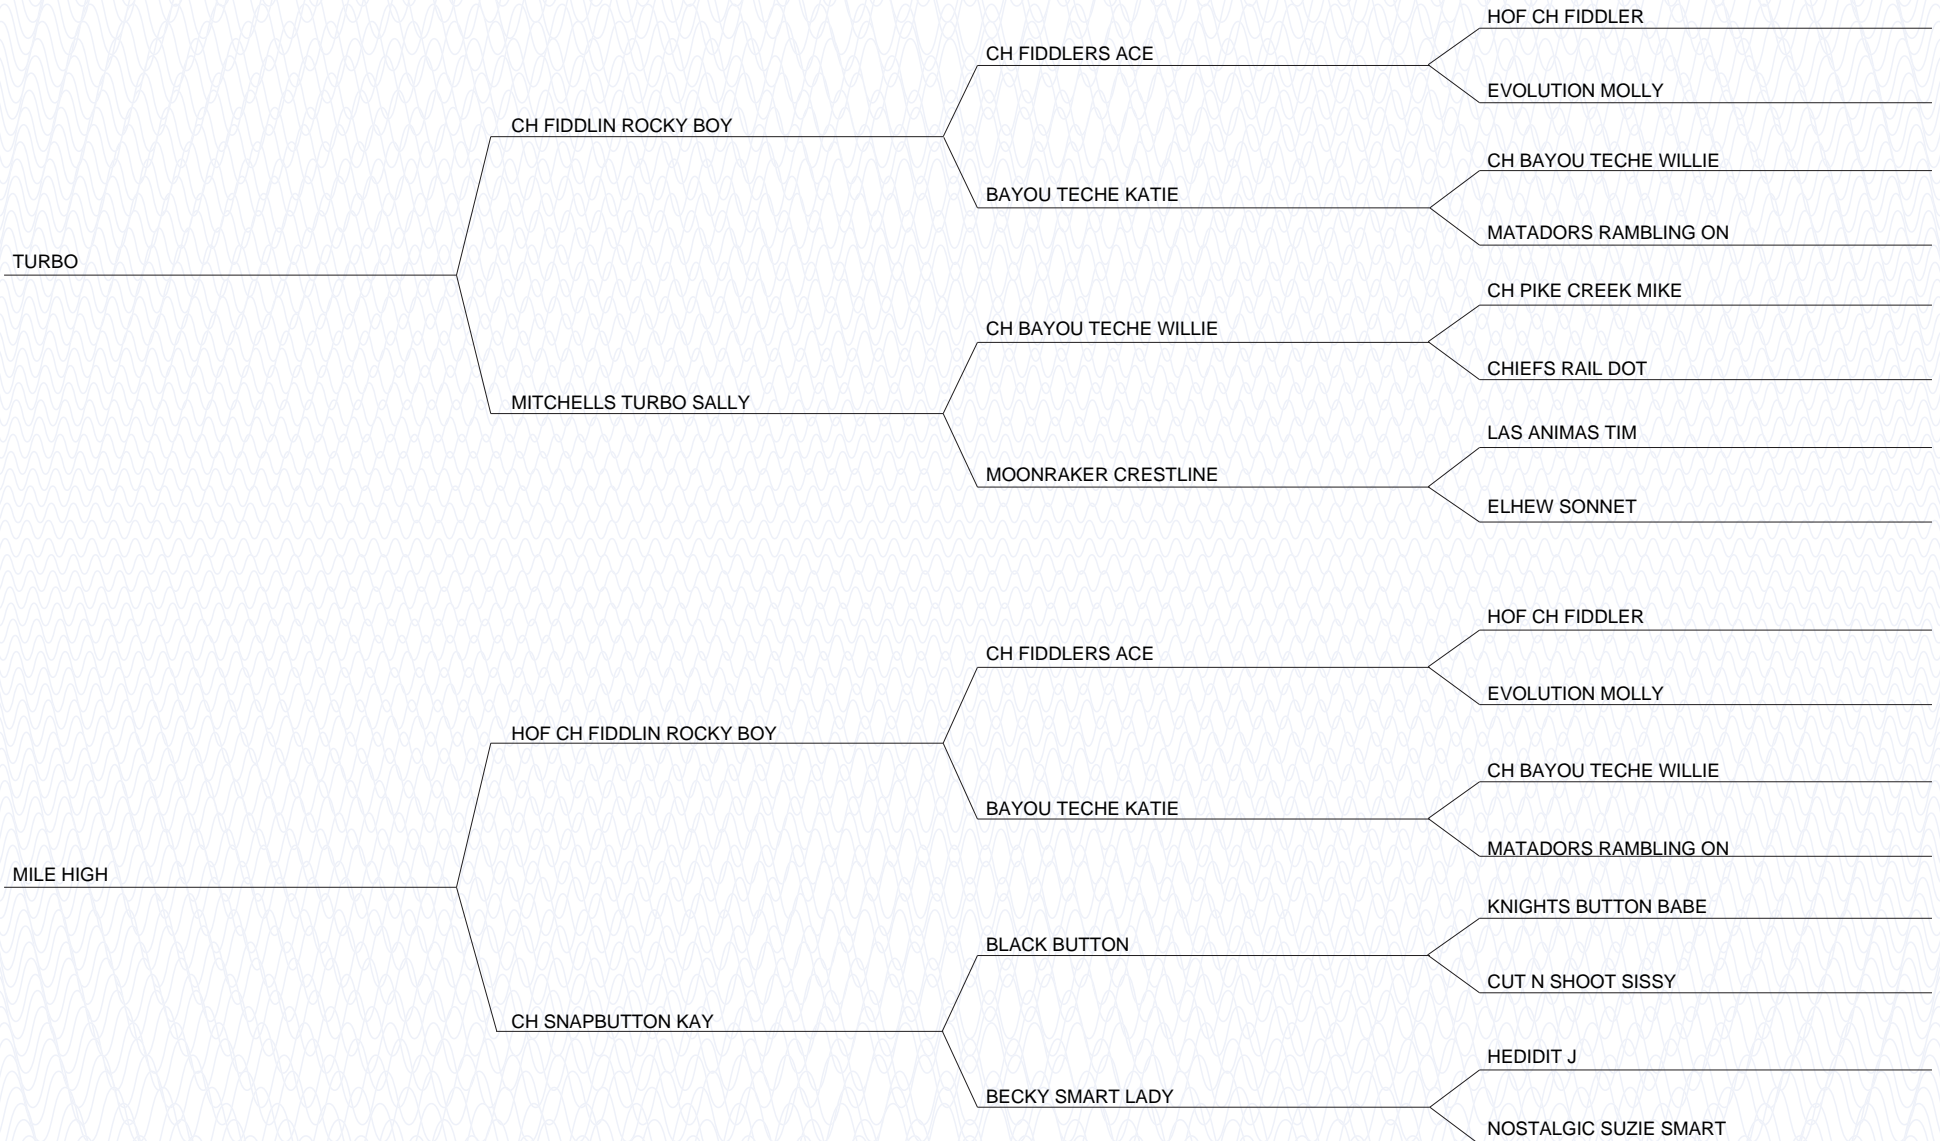 HOF CH FIDDLER
CH FIDDLERS ACE
EVOLUTION MOLLY
CH FIDDLIN ROCKY BOY
CH BAYOU TECHE WILLIE
BAYOU TECHE KATIE
MATADORS RAMBLING ON
TURBO
CH PIKE CREEK MIKE
CH BAYOU TECHE WILLIE
CHIEFS RAIL DOT
MITCHELLS TURBO SALLY
LAS ANIMAS TIM
MOONRAKER CRESTLINE
ELHEW SONNET
HOF CH FIDDLER
CH FIDDLERS ACE
EVOLUTION MOLLY
HOF CH FIDDLIN ROCKY BOY
CH BAYOU TECHE WILLIE
BAYOU TECHE KATIE
MATADORS RAMBLING ON
MILE HIGH
KNIGHTS BUTTON BABE
BLACK BUTTON
CUT N SHOOT SISSY
CH SNAPBUTTON KAY
HEDIDIT J
BECKY SMART LADY
NOSTALGIC SUZIE SMART